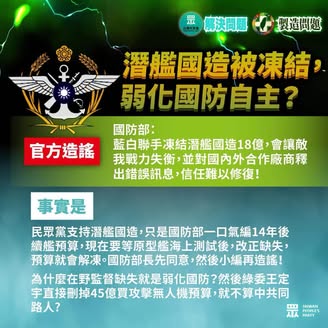 眾
解決問題
製造問題
潛艦國造被凍結，
弱化國防自主？
官方造謠
國防部：
藍白聯手凍結潛艦國造18億，會讓敵
我戰力失衡，並對國內外合作廠商釋
出錯誤訊息，信任難以修復！
事實是
民眾黨支持潛艦國造，只是國防部一口氣編14年後
續艦預算，現在要等原型艦海上測試後，改正缺失，
預算就會解凍。國防部長先同意，然後小編再造謠！
為什麼在野監督缺失就是弱化國防？然後綠委王定
宇直接刪掉45億買攻擊無人機預算，就不算中共同
路人？
眾 TAIWAN
PEOPLE'S
PARTY